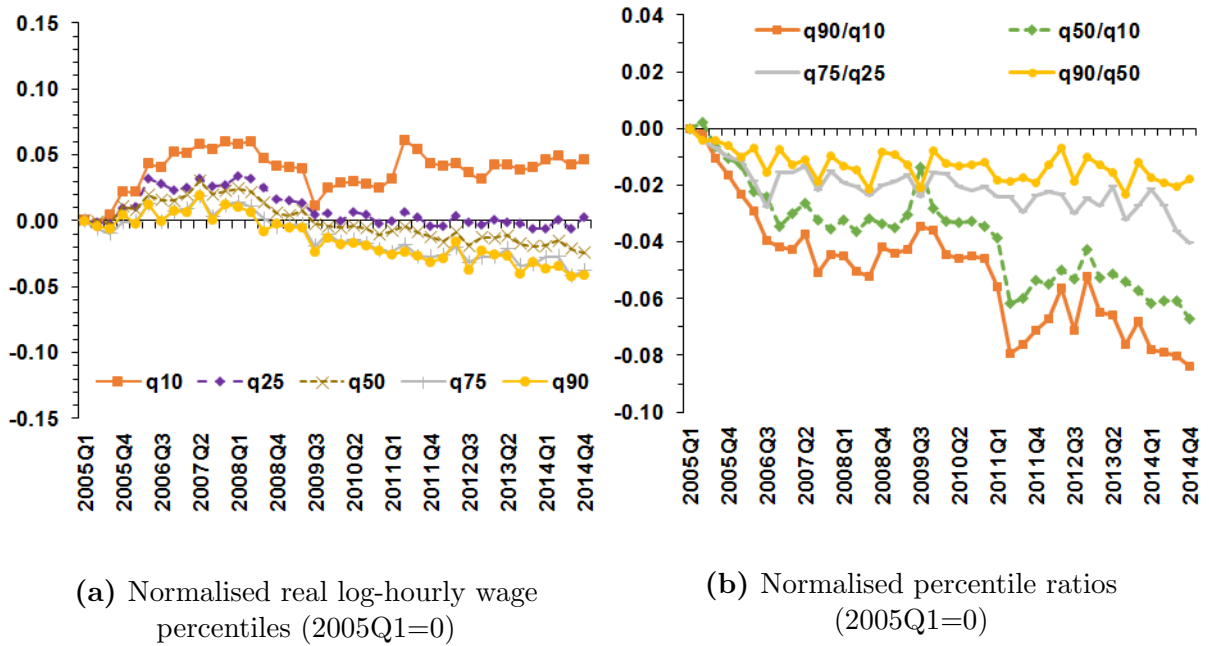 0.15
0.10
0.05
0.00
-0.05
-0.10
-0.15
q10 q25 q50 q75 q90
2005Q1 2005Q4 2006Q3 2007Q2 2008Q1 2008Q4 2009Q3 2010Q2 2011Q1 2011Q4 2012Q3 2013Q2 2014Q1 2014Q4
(a) Normalised real log-hourly wage
percentiles (2005Q1=0)
0.04
0.02
0.00
-0.02
-0.04
-0.06
-0.08
-0.10
q90/q10 q50/q10
q75/q25 q90/q50
2005Q1 2005Q4 2006Q3 2007Q2 2008Q1 2008Q4 2009Q3 2010Q2 2011Q1 2011Q4 2012Q3 2013Q2 2014Q1 2014Q4
(b) Normalised percentile ratios
(2005Q1=0)